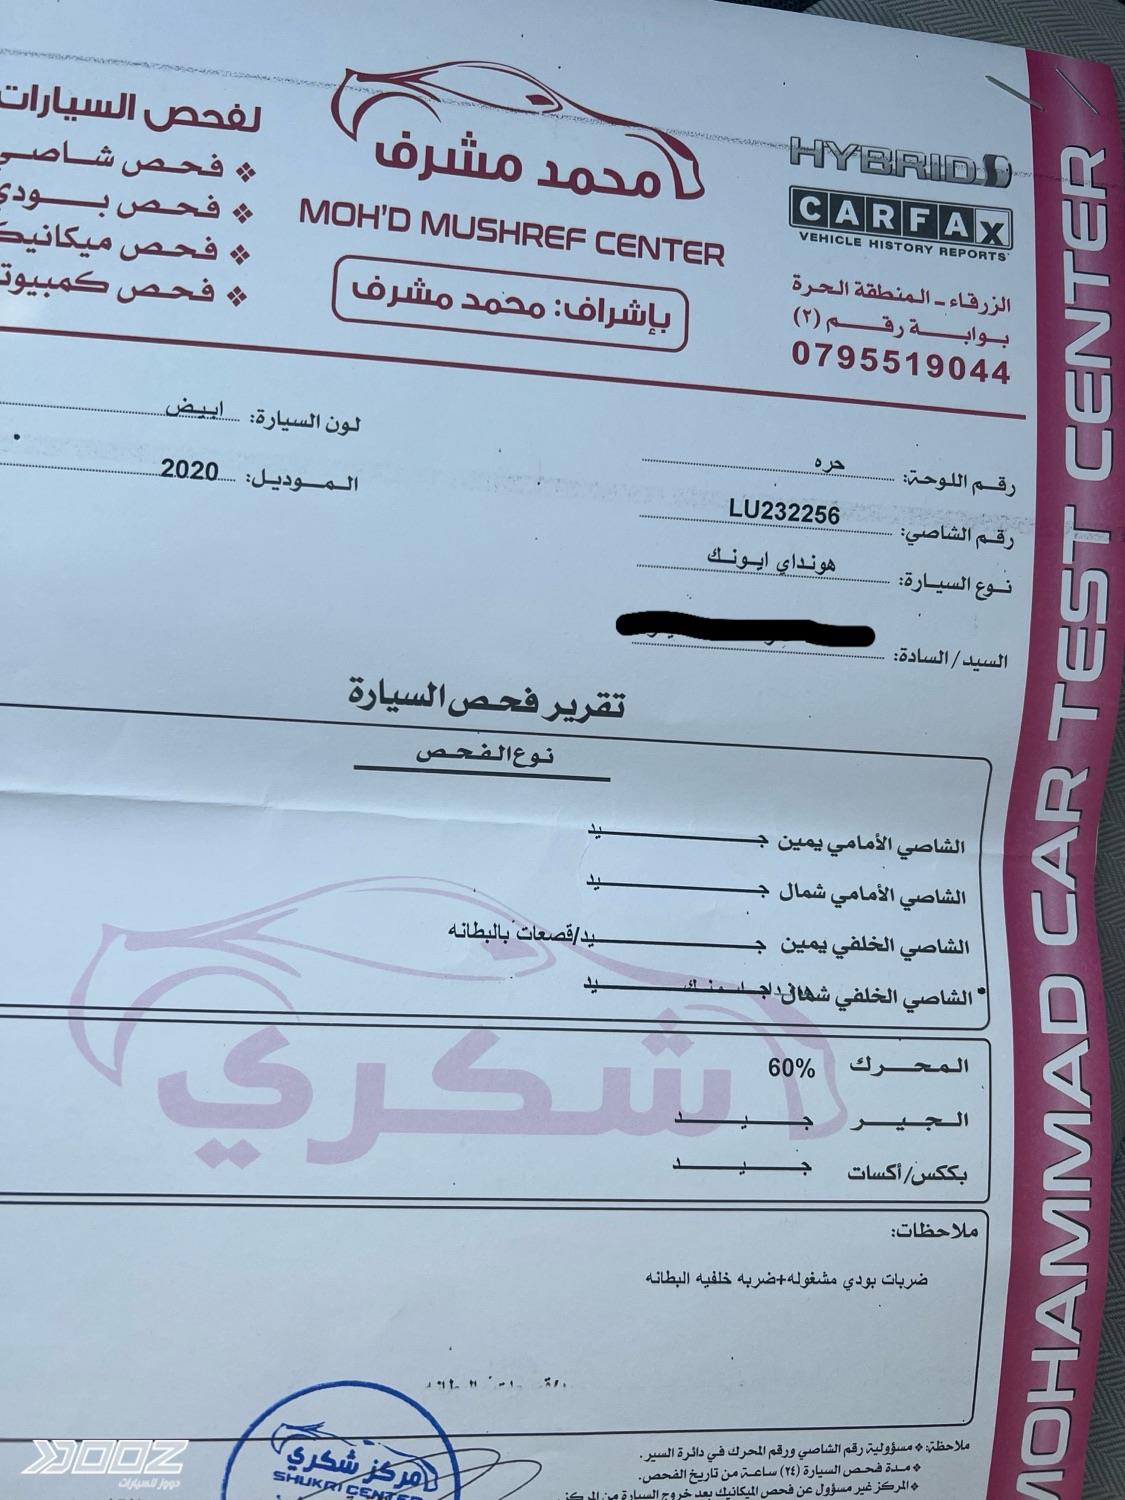 لفحص السيارات
❖ فحص شاصي
❖ فحص بودي
❖ فحص ميكانيك
❖ فحص كمبيوتر
محمد مشرف
MOH'D MUSHREF CENTER
بإشراف: محمد مشرف
HYBRID
CARFAX
VEHICLE HISTORY REPORTS
الزرقاء - المنطقة الحرة
بوابة رقم (٢)
0795519044
MOHAMMAD CAR TEST CENTER
رقم اللوحة: حره
لون السيارة: ابيض
رقم الشاصي: LU232256
الموديل: 2020
نوع السيارة: هونداي ايونك
السيد/السادة:
تقرير فحص السيارة
نوع الفحص
الشاصي الأمامي يمين جيد
الشاصي الأمامي شمال جيد
الشاصي الخلفي يمين جيد/قصعات بالبطانه
الشاصي الخلفي شمال جيد
شكري
المحرك 60%
الجير جيد
بككس/أكسات جيد
ملاحظات:
ضربات بودي مشغوله+ضربه خلفيه البطانه
ملاحظة: ❖ مسؤولية رقم الشاصي ورقم المحرك في دائرة السير.
❖ مدة فحص السيارة (٢٤) ساعة من تاريخ الفحص.
❖ المركز غير مسؤول عن فحص الميكانيك بعد خروج السيارة من المركز.
مركز شكري
SHUKRI CENTER
DOOZ
دووز للسيارات